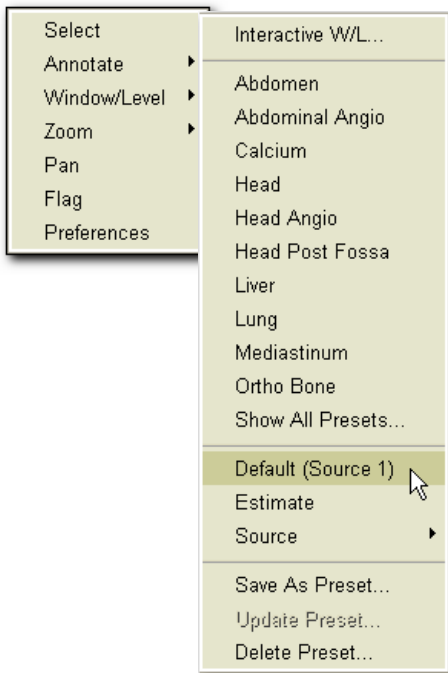 Select
Annotate
Window/Level
Zoom
Pan
Flag
Preferences
Interactive W/L...
Abdomen
Abdominal Angio
Calcium
Head
Head Angio
Head Post Fossa
Liver
Lung
Mediastinum
Ortho Bone
Show All Presets...
Default (Source 1)
Estimate
Source
Save As Preset...
Update Preset...
Delete Preset...